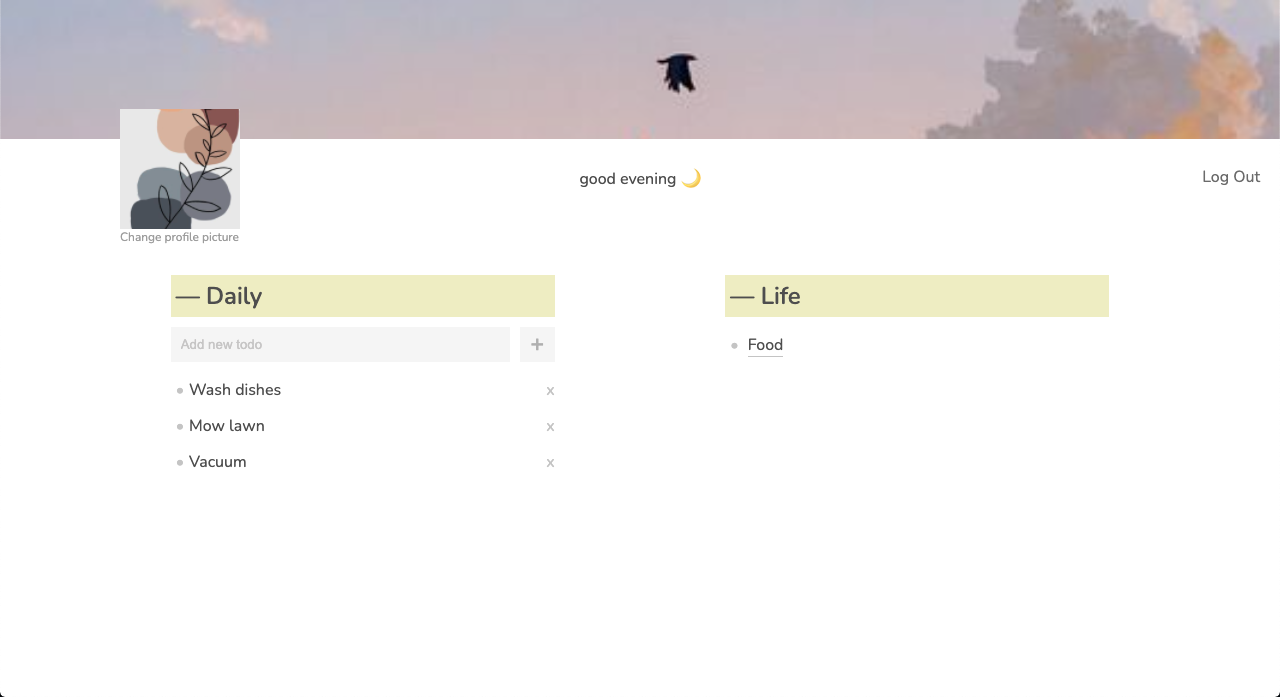 good evening 🌙
Log Out
Change profile picture
— Daily
Add new todo
+
Wash dishes x
Mow lawn x
Vacuum x
— Life
Food